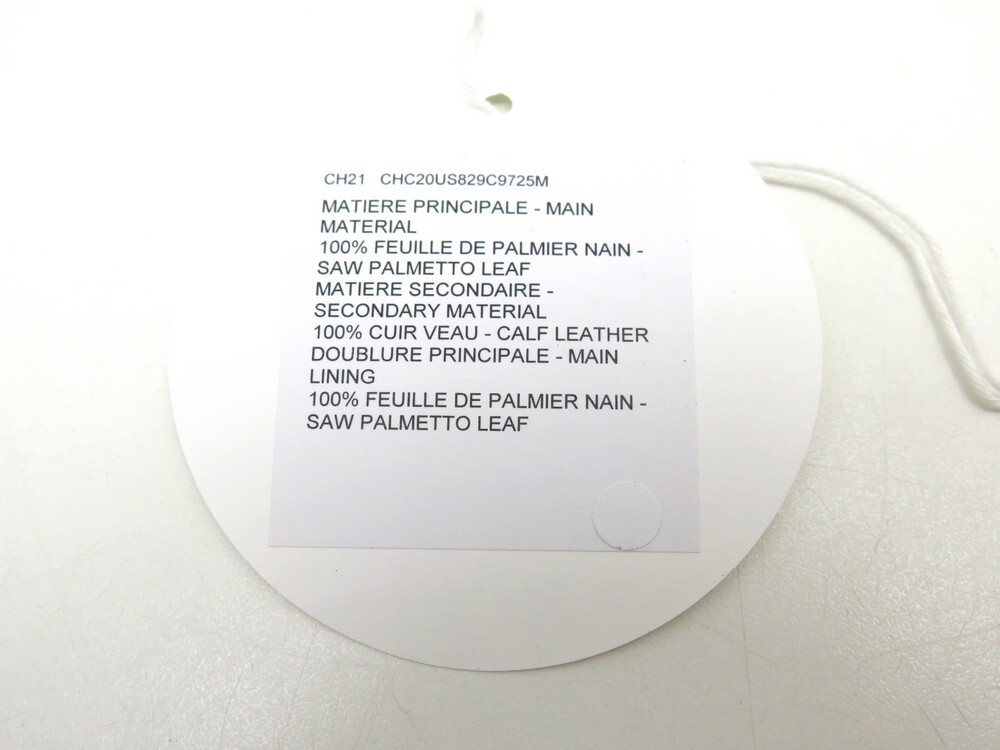 CH21 CHC20US829C9725M
MATIERE PRINCIPALE - MAIN
MATERIAL
100% FEUILLE DE PALMIER NAIN -
SAW PALMETTO LEAF
MATIERE SECONDAIRE -
SECONDARY MATERIAL
100% CUIR VEAU - CALF LEATHER
DOUBLURE PRINCIPALE - MAIN
LINING
100% FEUILLE DE PALMIER NAIN -
SAW PALMETTO LEAF